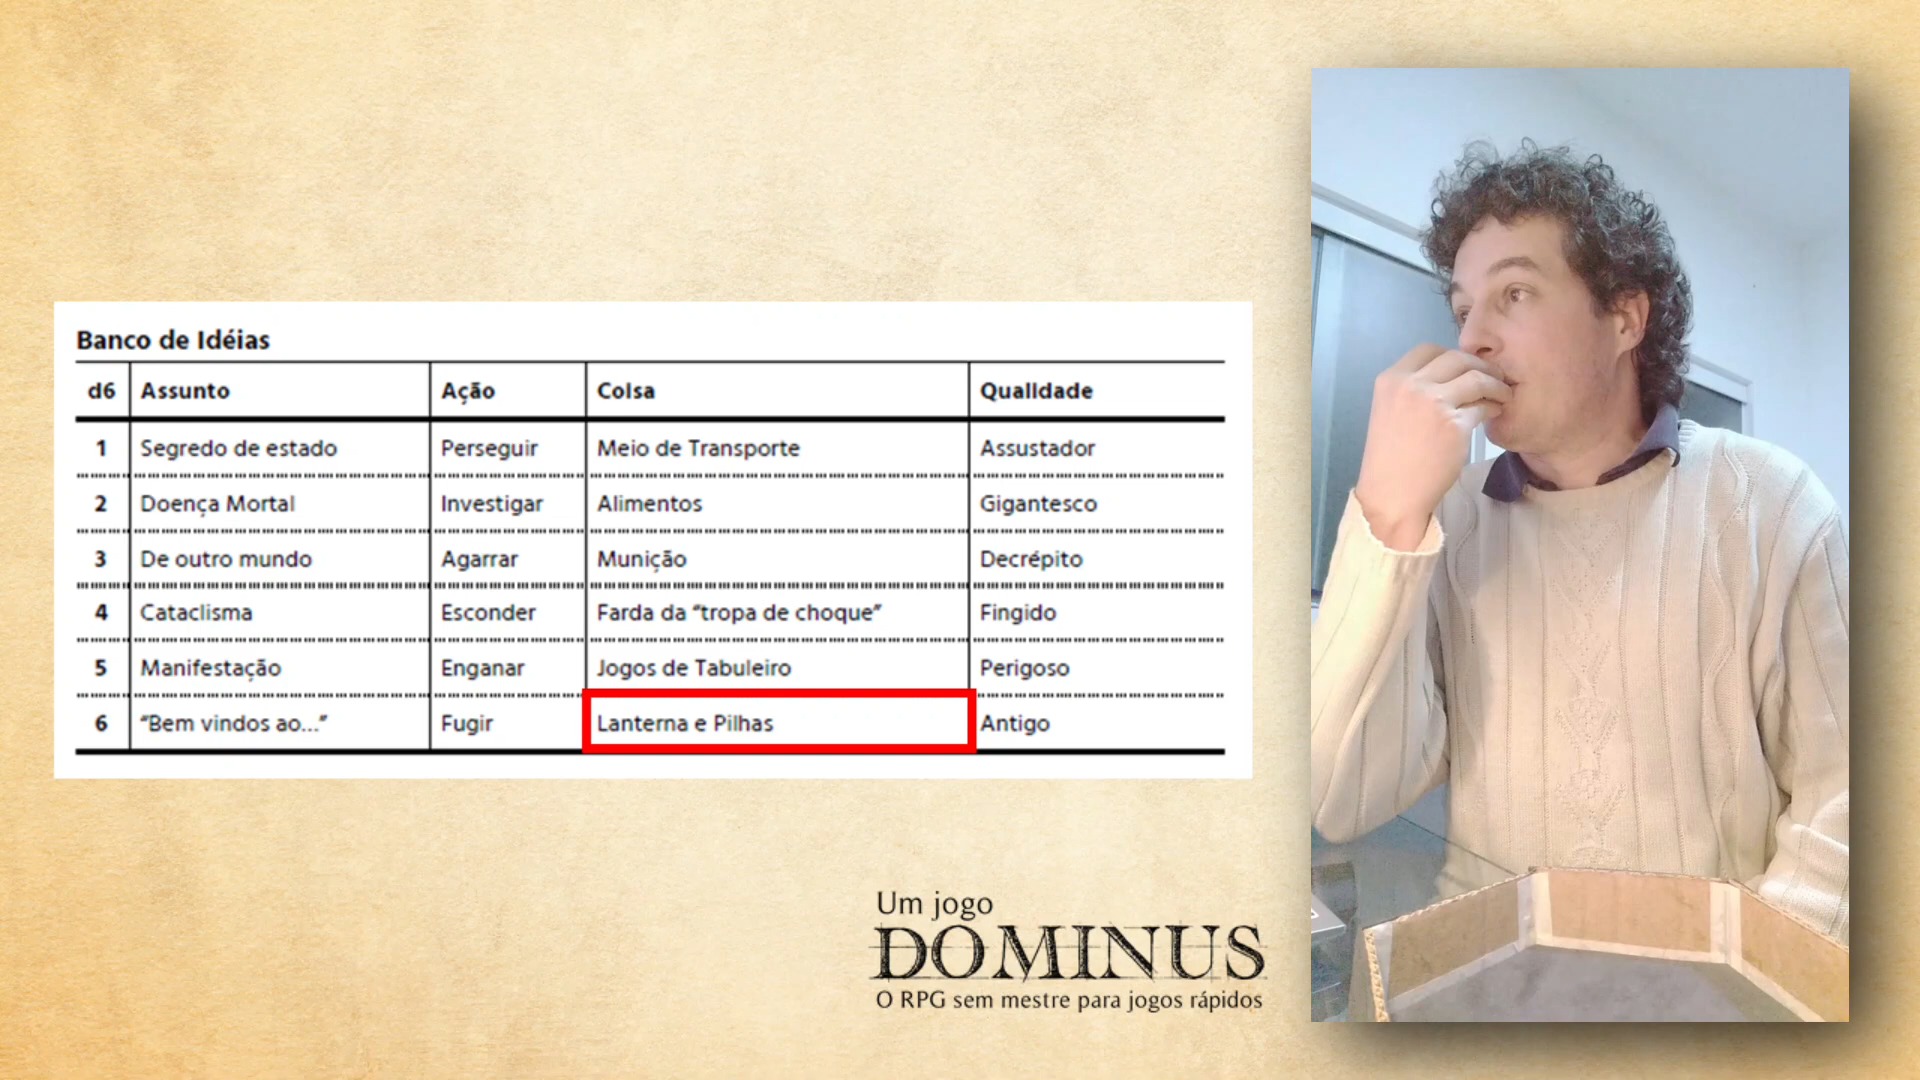 Banco de Idéias
d6 Assunto Ação Coisa Qualidade
1 Segredo de estado Perseguir Meio de Transporte Assustador
2 Doença Mortal Investigar Alimentos Gigantesco
3 De outro mundo Agarrar Munição Decrépito
4 Cataclisma Esconder Farda da “tropa de choque” Fingido
5 Manifestação Enganar Jogos de Tabuleiro Perigoso
6 “Bem vindos ao...” Fugir Lanterna e Pilhas Antigo
Um jogo
DOMINUS
O RPG sem mestre para jogos rápidos